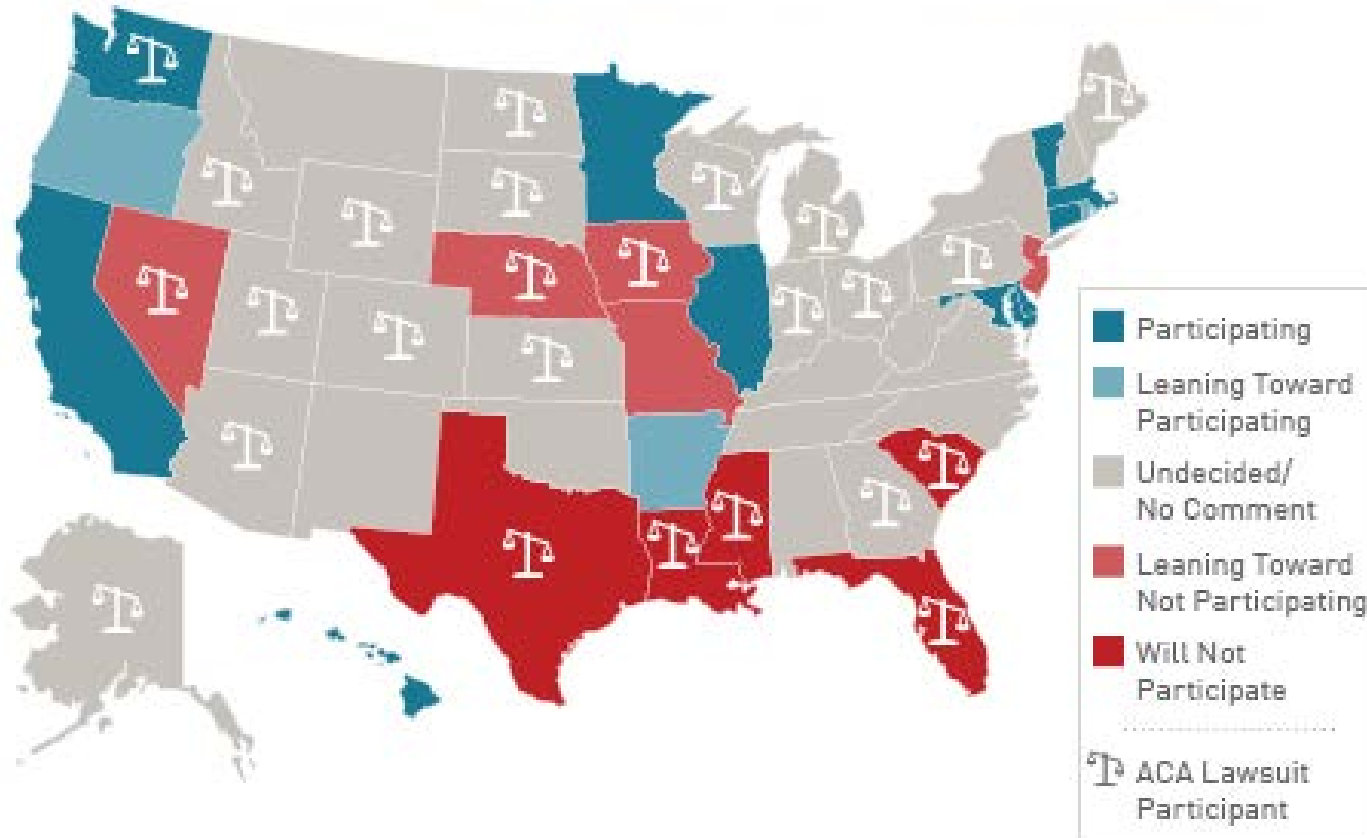 Participating
Leaning Toward
Participating
Undecided/
No Comment
Leaning Toward
Not Participating
Will Not
Participate
ACA Lawsuit
Participant